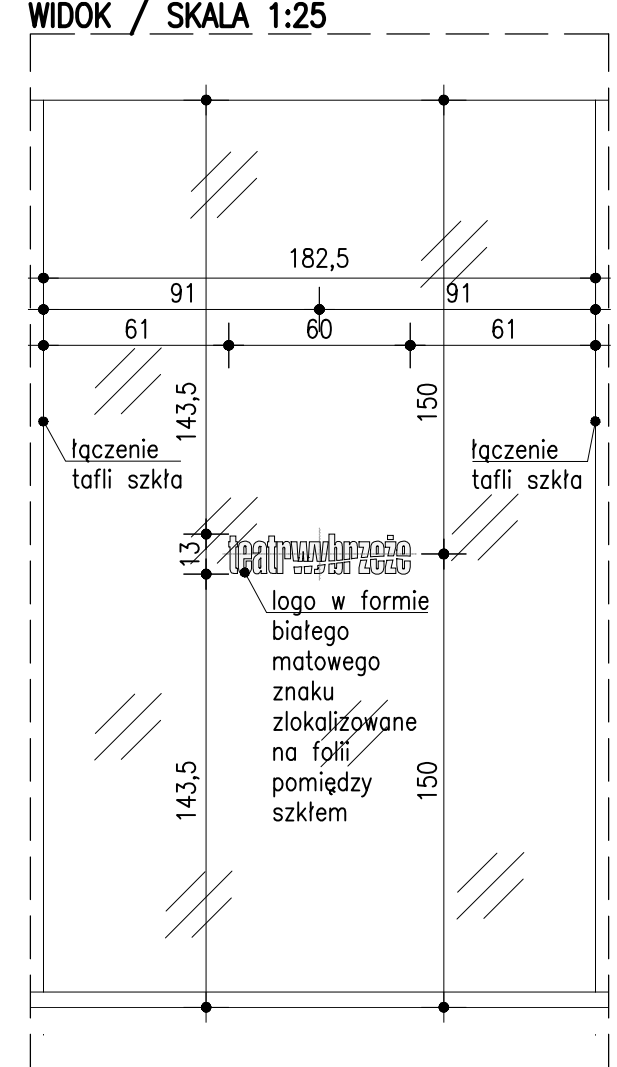 WIDOK / SKALA 1:25
182,5
91 91
61 60 61
143,5 150
łączenie
tafli szkła
łączenie
tafli szkła
13
teatrwybrzeże
logo w formie
białego
matowego
znaku
zlokalizowane
na folii
pomiędzy
szkłem
143,5 150